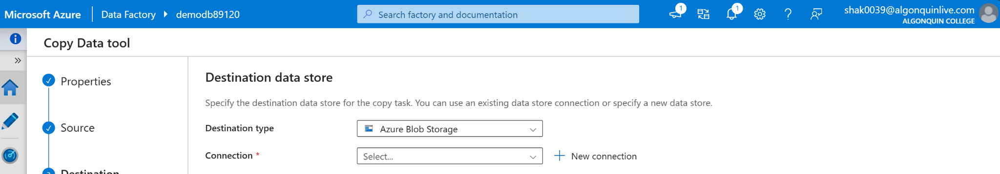 Microsoft Azure Data Factory demodb89120 Search factory and documentation 1 1 shak0039@algonquinlive.com
ALGONQUIN COLLEGE
Copy Data tool
Properties
Source
Destination
Destination data store
Specify the destination data store for the copy task. You can use an existing data store connection or specify a new data store.
Destination type Azure Blob Storage
Connection * Select... New connection